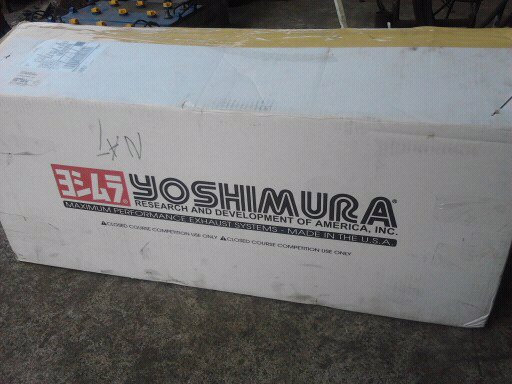 ヨシムラ YOSHIMURA®
RESEARCH AND DEVELOPMENT OF AMERICA, INC.
MAXIMUM PERFORMANCE EXHAUST SYSTEMS - MADE IN THE U.S.A.
⚠CLOSED COURSE COMPETITION USE ONLY ⚠CLOSED COURSE COMPETITION USE ONLY